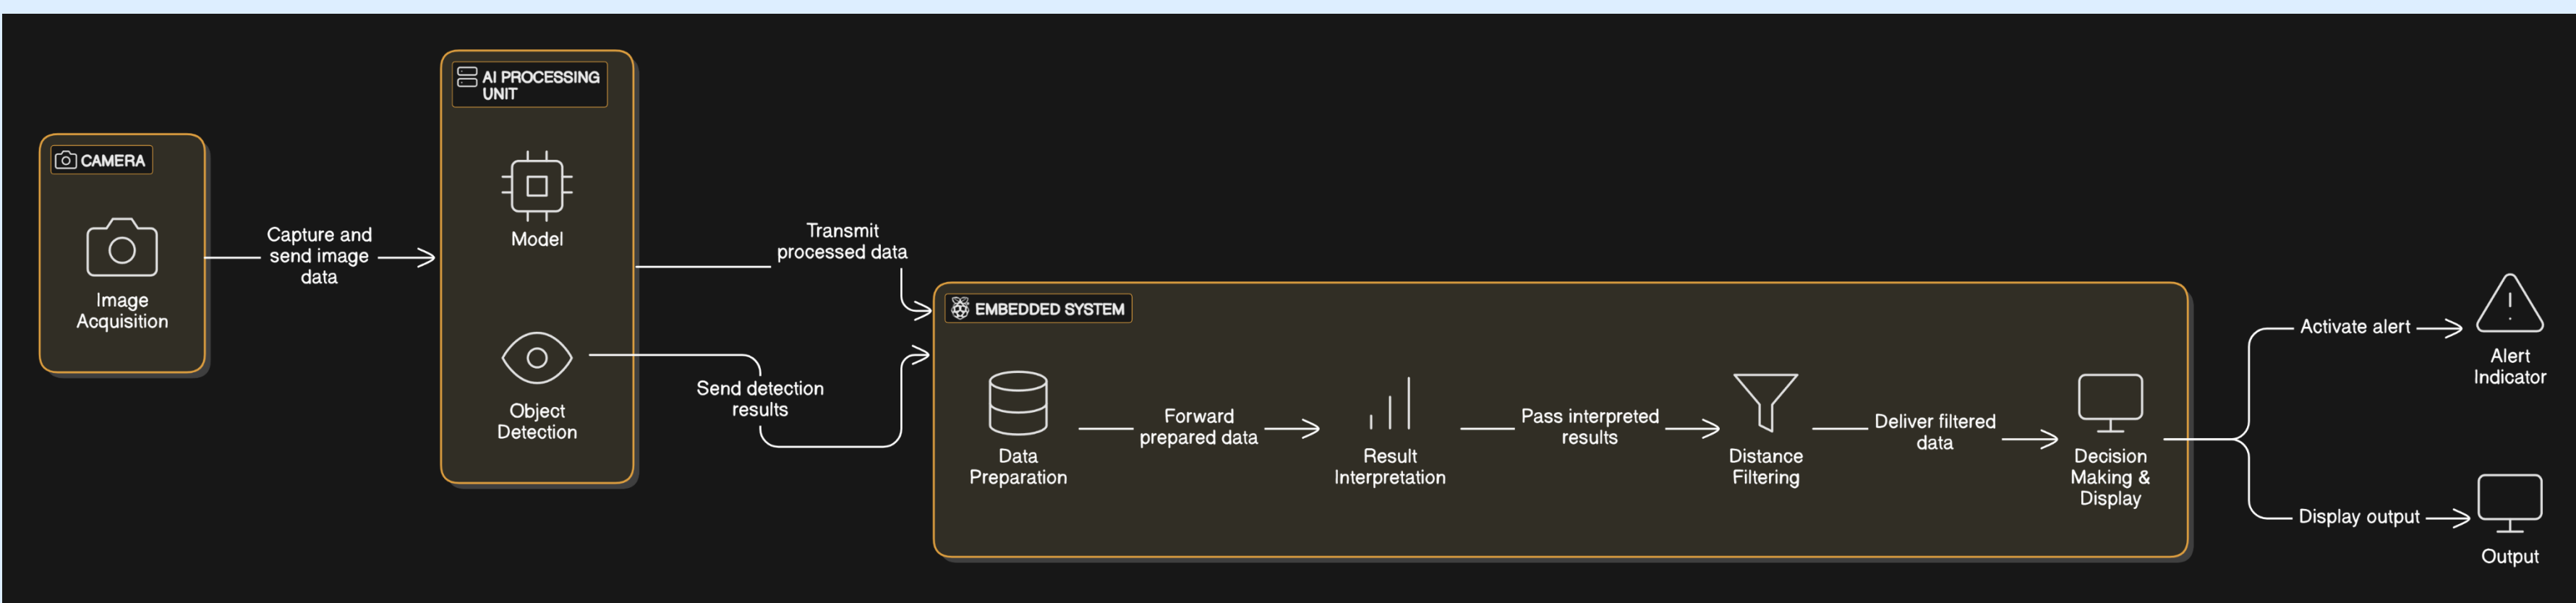 CAMERA
Image
Acquisition
Capture and
send image
data
AI PROCESSING
UNIT
Model
Object
Detection
Transmit
processed data
Send detection
results
EMBEDDED SYSTEM
Data
Preparation
Forward
prepared data
Result
Interpretation
Pass interpreted
results
Distance
Filtering
Deliver filtered
data
Decision
Making &
Display
Activate alert
Alert
Indicator
Display output
Output